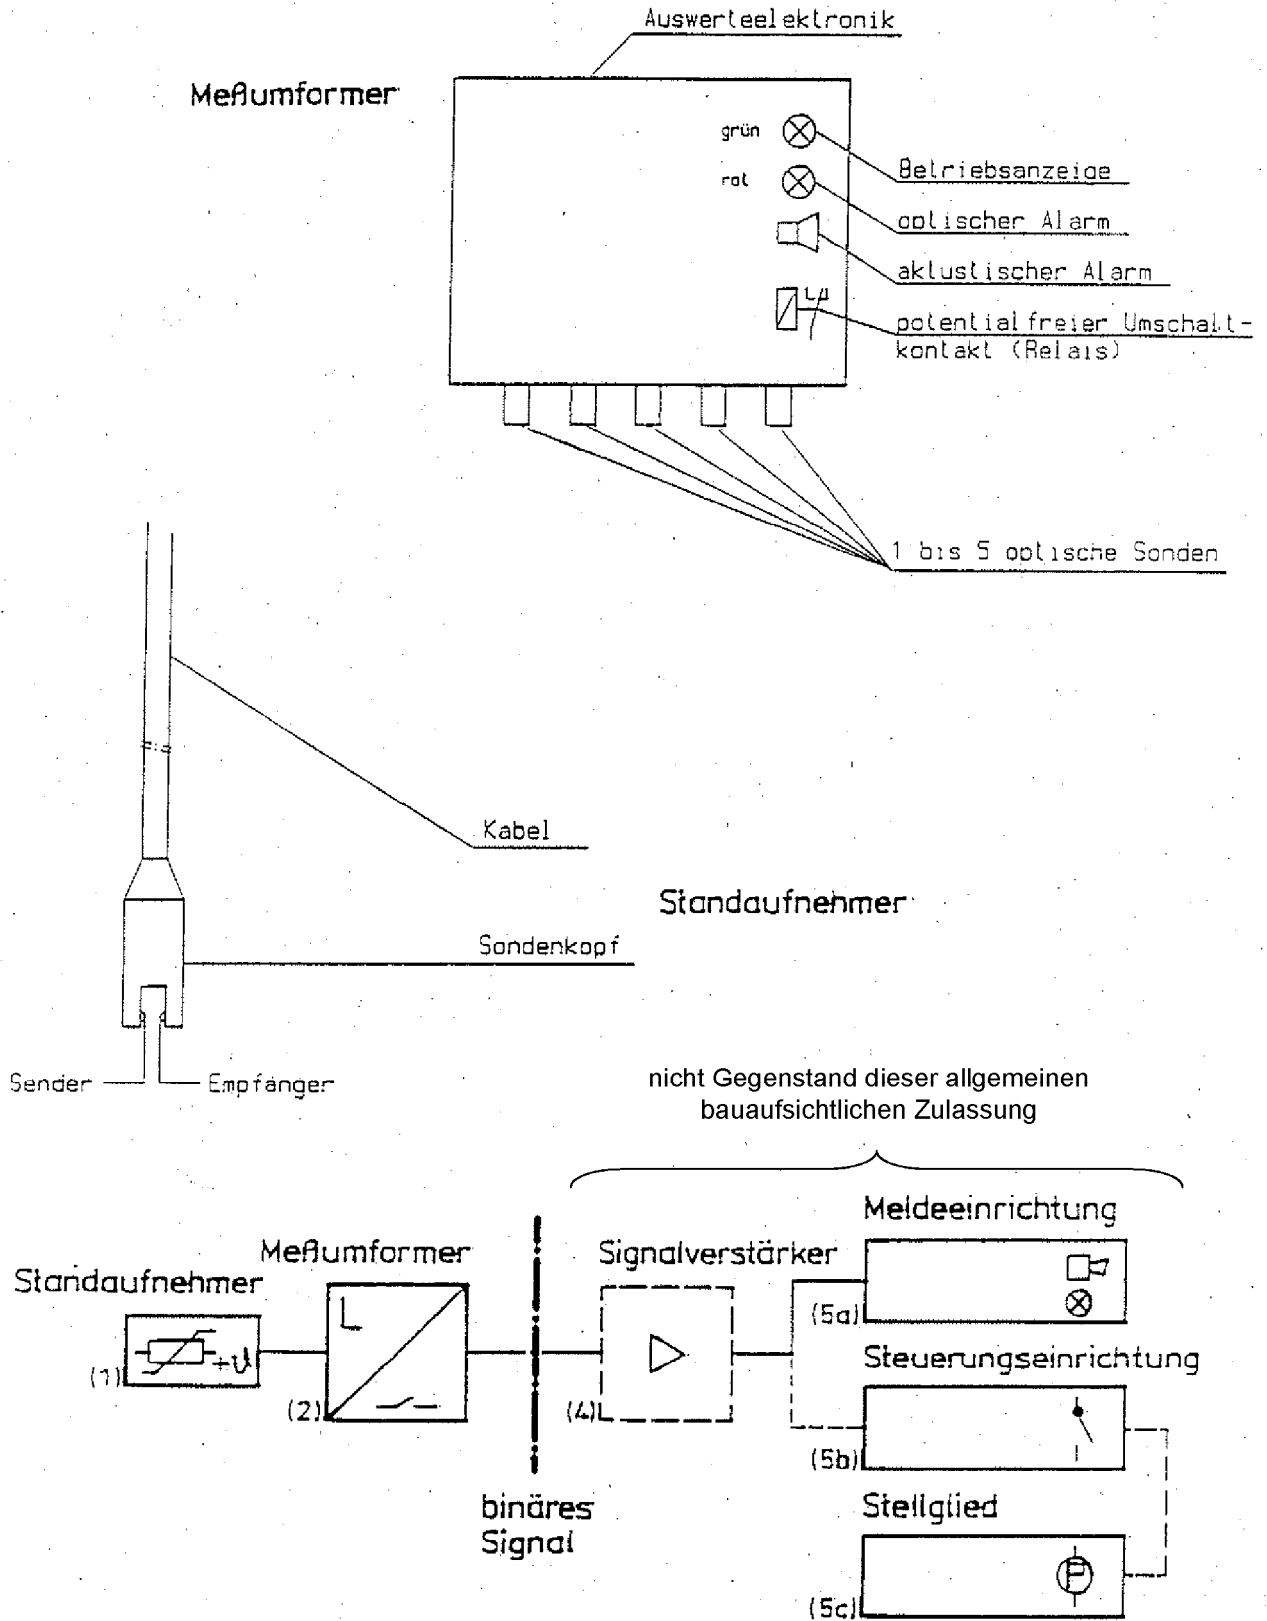 Auswerteelektronik
Meßumformer
grün
Betriebsanzeige
rot
optischer Alarm
aktustischer Alarm
potentialfreier Umschalt-
kontakt (Relais)
1 bis 5 optische Sonden
Kabel
Standaufnehmer
Sondenkopf
Sender
Empfänger
nicht Gegenstand dieser allgemeinen
bauaufsichtlichen Zulassung
Meldeeinrichtung
Meßumformer
Signalverstärker
Standaufnehmer
L
(5a)
+ϑ
(1)
(2)
(4)
Steuerungseinrichtung
(5b)
binäres
Signal
Stellglied
P
(5c)